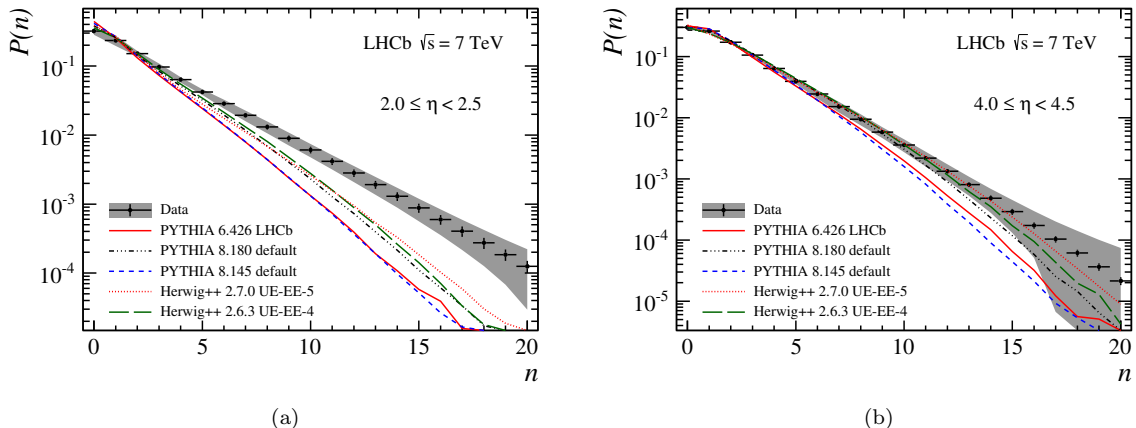 P(n)
10⁻¹
10⁻²
10⁻³
10⁻⁴
LHCb √s = 7 TeV
2.0 ≤ η < 2.5
Data
PYTHIA 6.426 LHCb
PYTHIA 8.180 default
PYTHIA 8.145 default
Herwig++ 2.7.0 UE-EE-5
Herwig++ 2.6.3 UE-EE-4
0 5 10 15 20
n
(a)
P(n)
10⁻¹
10⁻²
10⁻³
10⁻⁴
10⁻⁵
LHCb √s = 7 TeV
4.0 ≤ η < 4.5
Data
PYTHIA 6.426 LHCb
PYTHIA 8.180 default
PYTHIA 8.145 default
Herwig++ 2.7.0 UE-EE-5
Herwig++ 2.6.3 UE-EE-4
0 5 10 15 20
n
(b)